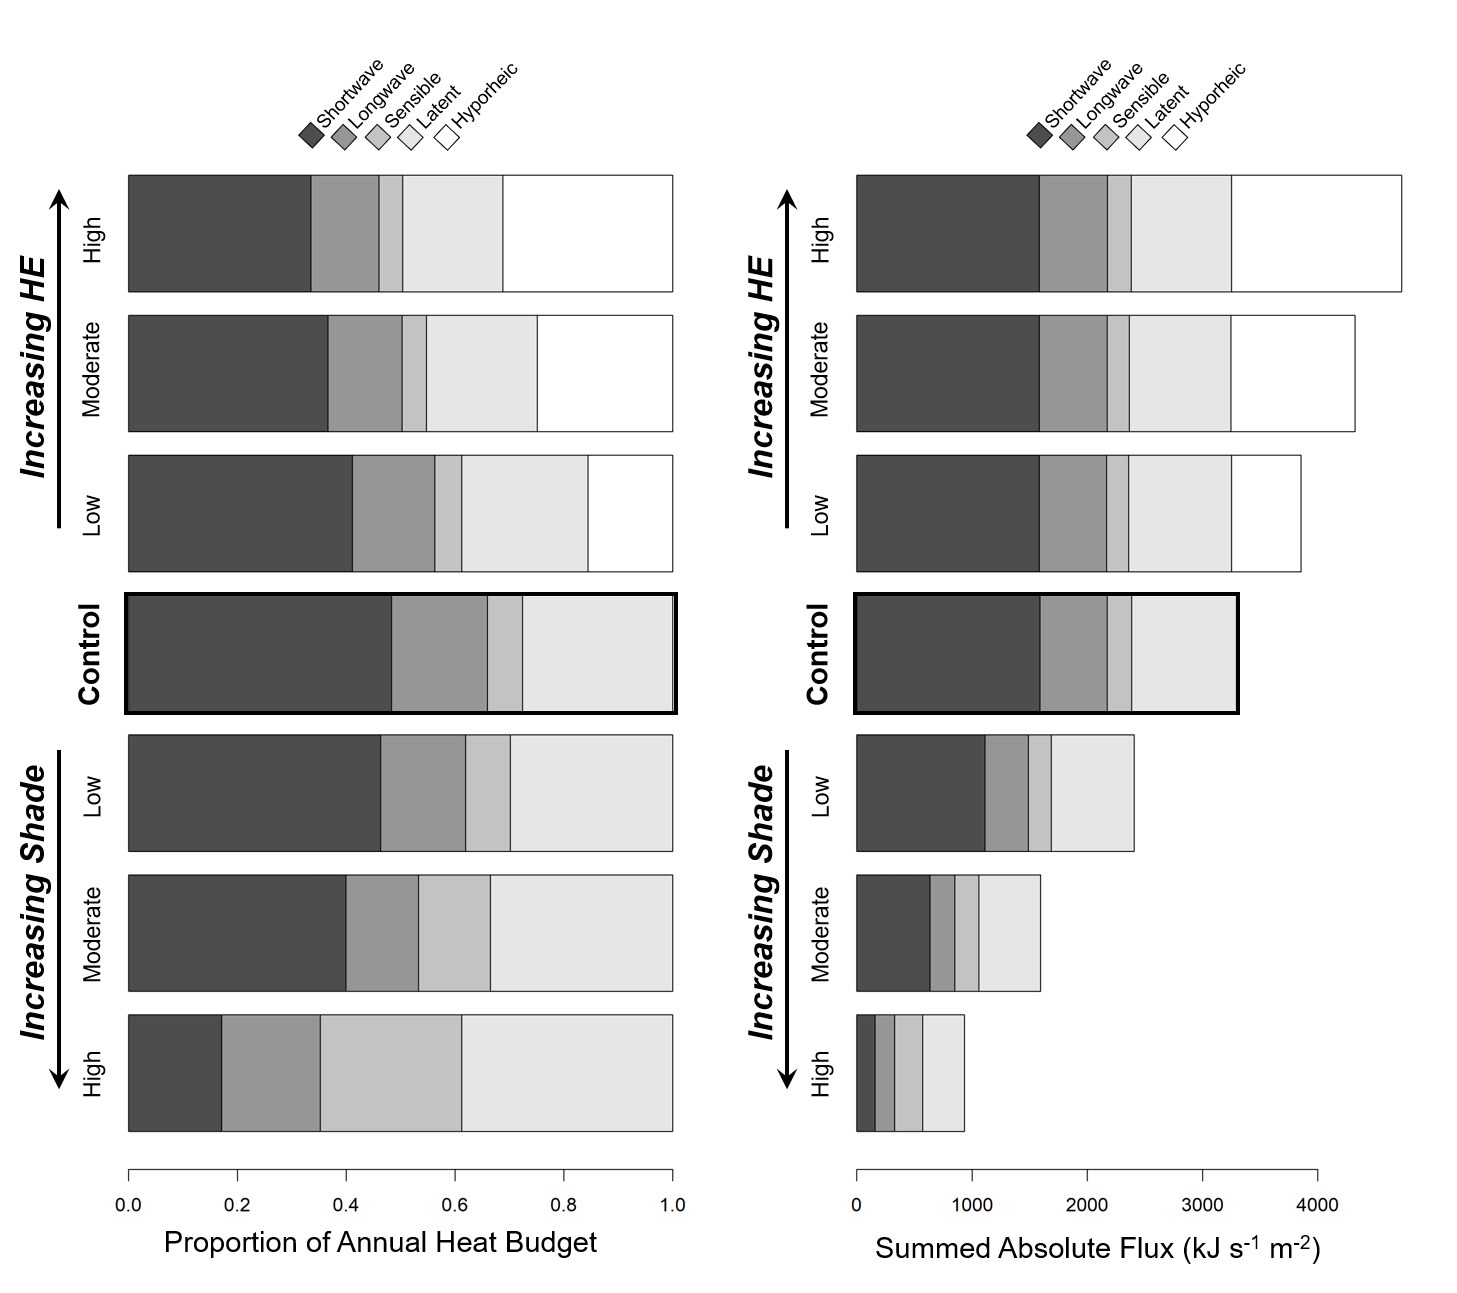 Shortwave
Longwave
Sensible
Latent
Hyporheic
Increasing HE
High
Moderate
Low
Control
Increasing Shade
Low
Moderate
High
0.0 0.2 0.4 0.6 0.8 1.0
Proportion of Annual Heat Budget
Shortwave
Longwave
Sensible
Latent
Hyporheic
Increasing HE
High
Moderate
Low
Control
Increasing Shade
Low
Moderate
High
0 1000 2000 3000 4000
Summed Absolute Flux (kJ s⁻¹ m⁻²)